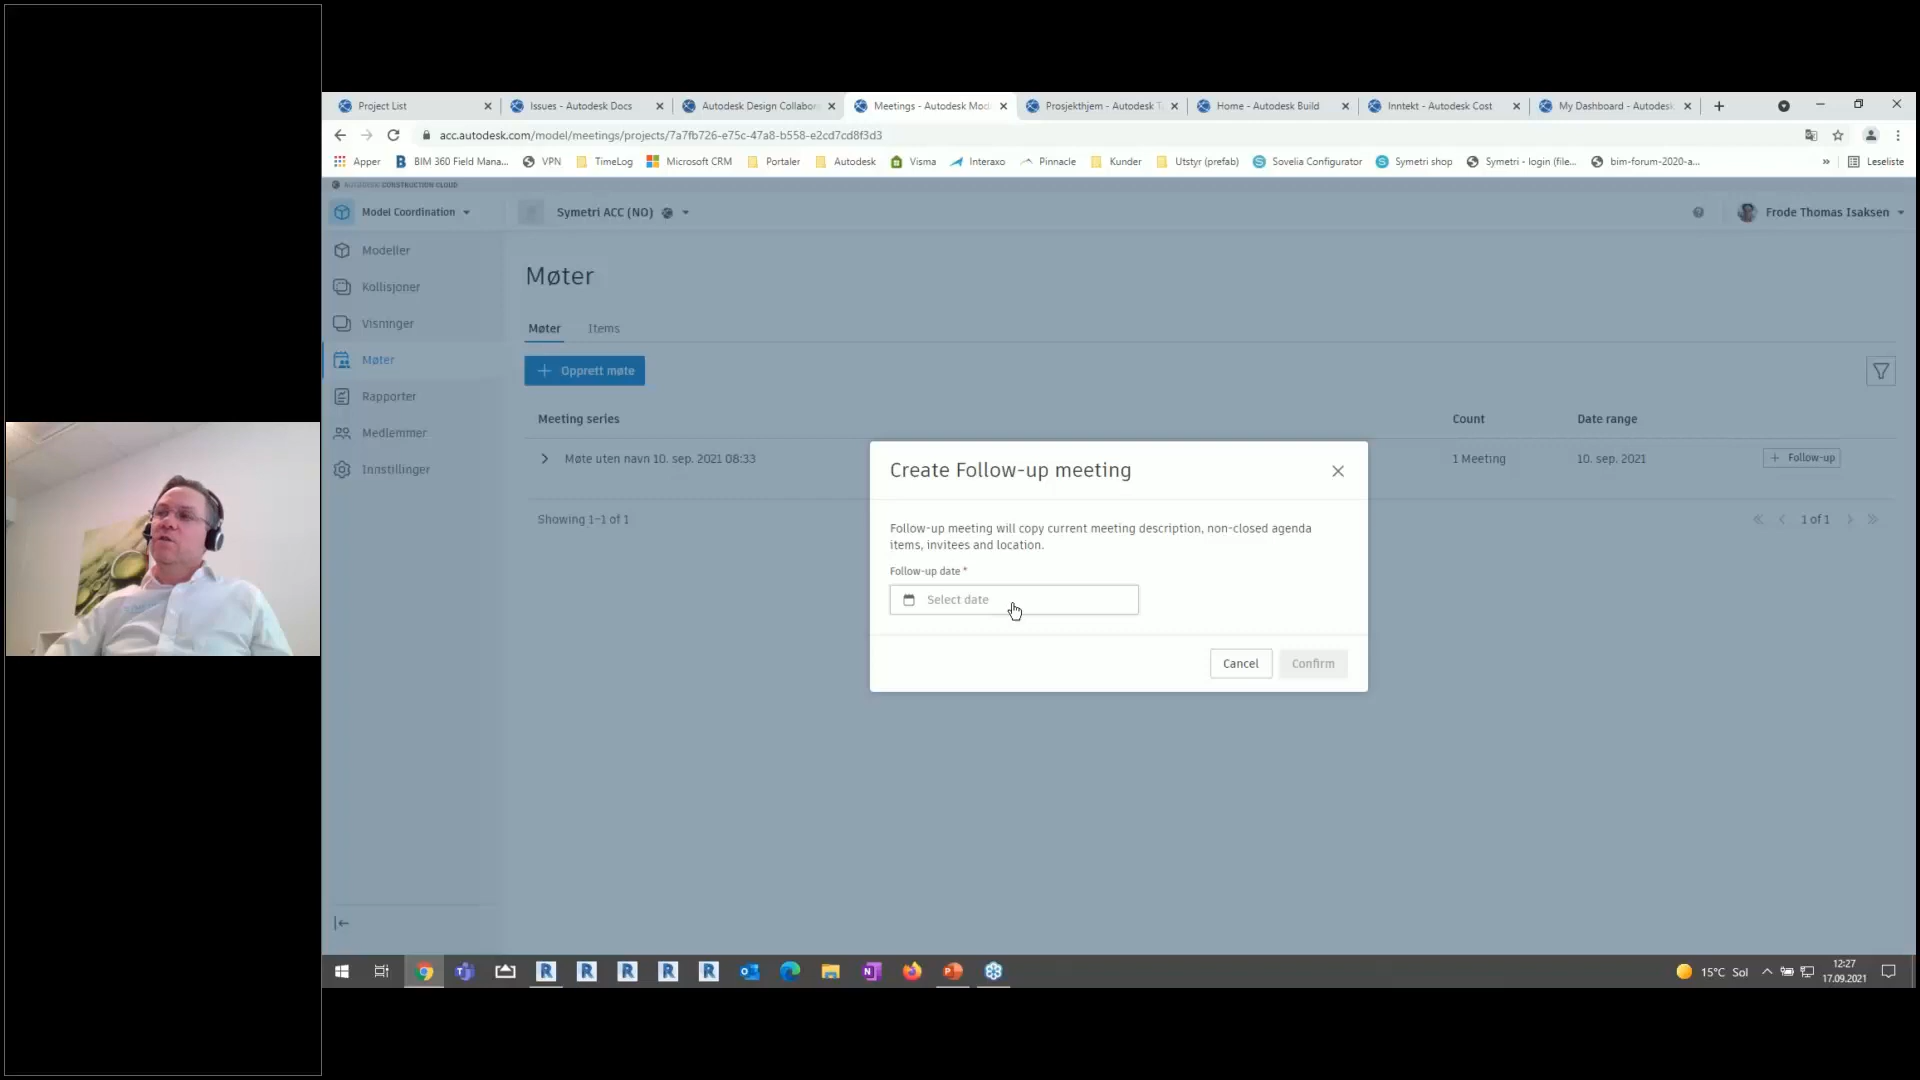 Project List
Issues - Autodesk Docs
Autodesk Design Collabor
Meetings - Autodesk Mod
Prosjekthjem - Autodesk T
Home - Autodesk Build
Inntekt - Autodesk Cost
My Dashboard - Autodesk
acc.autodesk.com/model/meetings/projects/7a7fb726-e75c-47a8-b558-e2cd7cd8f3d3
Apper
BIM 360 Field Mana...
VPN
TimeLog
Microsoft CRM
Portaler
Autodesk
Visma
Interaxo
Pinnacle
Kunder
Utstyr (prefab)
Sovelia Configurator
Symetri shop
Symetri - login (file...
bim-forum-2020-a...
»
Leseliste
AUTODESK CONSTRUCTION CLOUD
Model Coordination
Symetri ACC (NO)
Frode Thomas Isaksen
Modeller
Kollisjoner
Visninger
Møter
Rapporter
Medlemmer
Innstillinger
Møter
Møter
Items
+ Opprett møte
Meeting series
Count
Date range
Møte uten navn 10. sep. 2021 08:33
1 Meeting
10. sep. 2021
+ Follow-up
Showing 1-1 of 1
1 of 1
Create Follow-up meeting
Follow-up meeting will copy current meeting description, non-closed agenda
items, invitees and location.
Follow-up date *
Select date
Cancel
Confirm
15°C Sol
12:27
17.09.2021